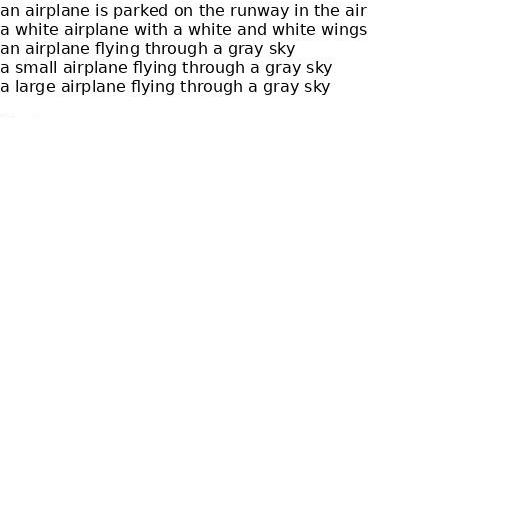 an airplane is parked on the runway in the air
a white airplane with a white and white wings
an airplane flying through a gray sky
a small airplane flying through a gray sky
a large airplane flying through a gray sky